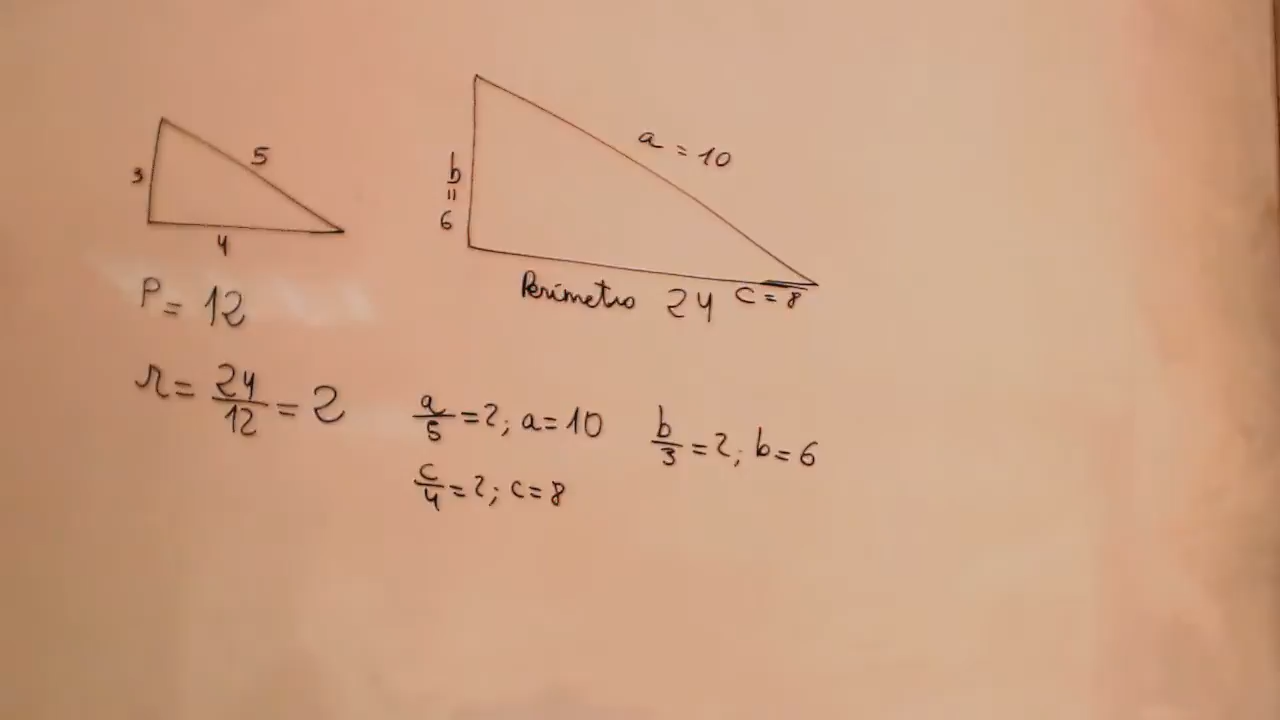 3
5
4
P = 12
a = 10
b
=
6
Perímetro 24
c = 8
r = 24/12 = 2
a/5 = 2; a = 10
b/3 = 2; b = 6
c/4 = 2; c = 8